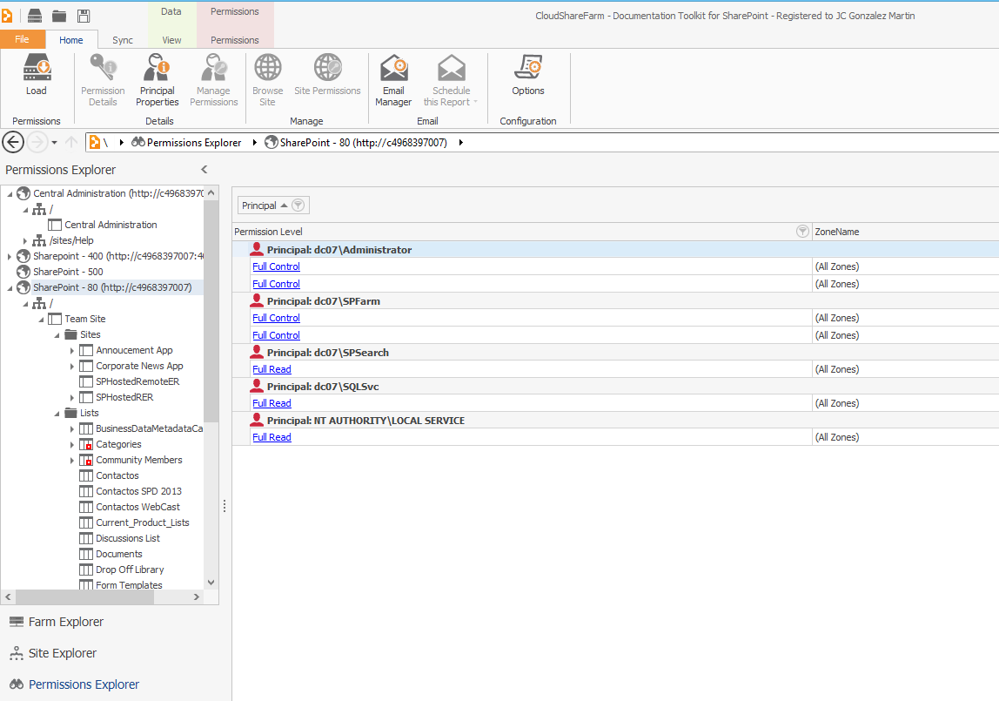 CloudShareFarm - Documentation Toolkit for SharePoint - Registered to JC Gonzalez Martin
Data
Permissions
File
Home
Sync
View
Permissions
Load
Permissions
Permission
Details
Principal
Properties
Manage
Permissions
Details
Browse
Site
Site Permissions
Manage
Email
Manager
Schedule
this Report
Email
Options
Configuration
\
Permissions Explorer
SharePoint - 80 (http://c4968397007)
Permissions Explorer
Central Administration (http://c49683970
/
Central Administration
/sites/Help
Sharepoint - 400 (http://c4968397007:4
SharePoint - 500
SharePoint - 80 (http://c4968397007)
/
Team Site
Sites
Annoucement App
Corporate News App
SPHostedRemoteER
SPHostedRER
Lists
BusinessDataMetadataCa
Categories
Community Members
Contactos
Contactos SPD 2013
Contactos WebCast
Current_Product_Lists
Discussions List
Documents
Drop Off Library
Form Templates
Farm Explorer
Site Explorer
Permissions Explorer
Principal
Permission Level ZoneName
Principal: dc07\Administrator
Full Control (All Zones)
Full Control (All Zones)
Principal: dc07\SPFarm
Full Control (All Zones)
Full Control (All Zones)
Principal: dc07\SPSearch
Full Read (All Zones)
Principal: dc07\SQLSvc
Full Read (All Zones)
Principal: NT AUTHORITY\LOCAL SERVICE
Full Read (All Zones)